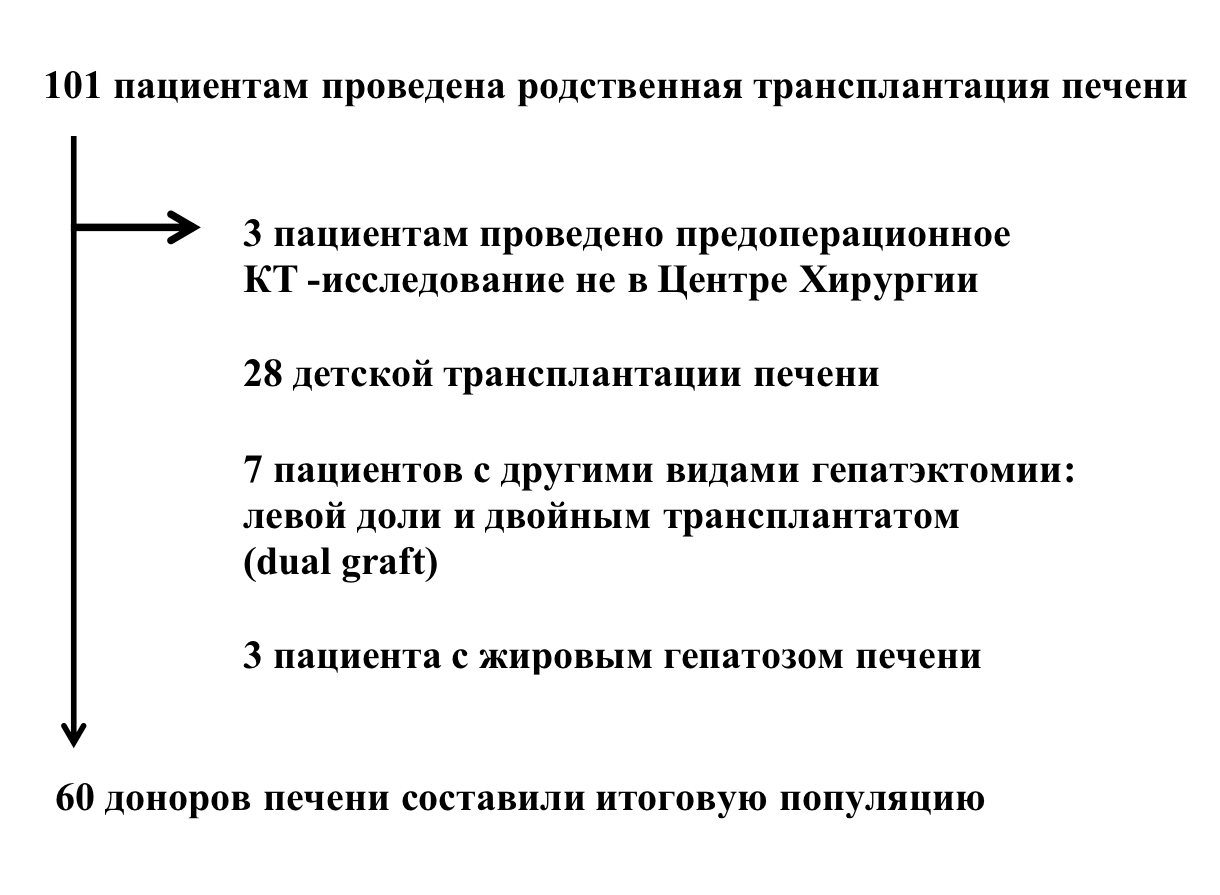 101 пациентам проведена родственная трансплантация печени
3 пациентам проведено предоперационное
КТ -исследование не в Центре Хирургии
28 детской трансплантации печени
7 пациентов с другими видами гепатэктомии:
левой доли и двойным трансплантатом
(dual graft)
3 пациента с жировым гепатозом печени
60 доноров печени составили итоговую популяцию